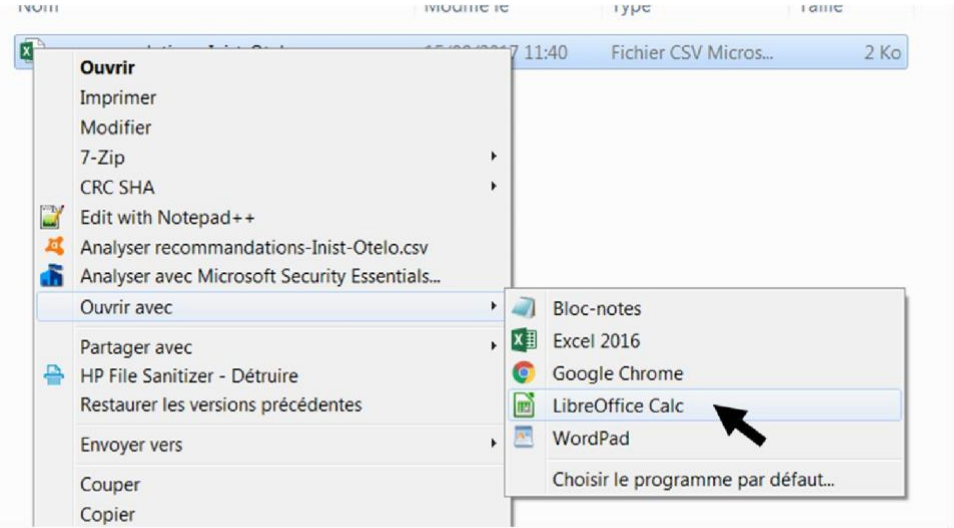 Nom Modifié le Type Taille
15/09/2017 11:40 Fichier CSV Micros... 2 Ko
Ouvrir
Imprimer
Modifier
7-Zip
CRC SHA
Edit with Notepad++
Analyser recommandations-Inist-Otelo.csv
Analyser avec Microsoft Security Essentials...
Ouvrir avec
Partager avec
HP File Sanitizer - Détruire
Restaurer les versions précédentes
Envoyer vers
Couper
Copier
Bloc-notes
Excel 2016
Google Chrome
LibreOffice Calc
WordPad
Choisir le programme par défaut...